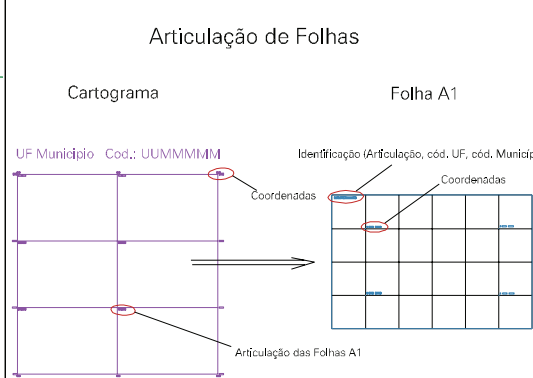 Articulação de Folhas
Cartograma
Folha A1
UF Municipio Cod.: UUMMMMM
Identificação (Articulação, cód. UF, cód. Municíp
Coordenadas
Coordenadas
Articulação das Folhas A1